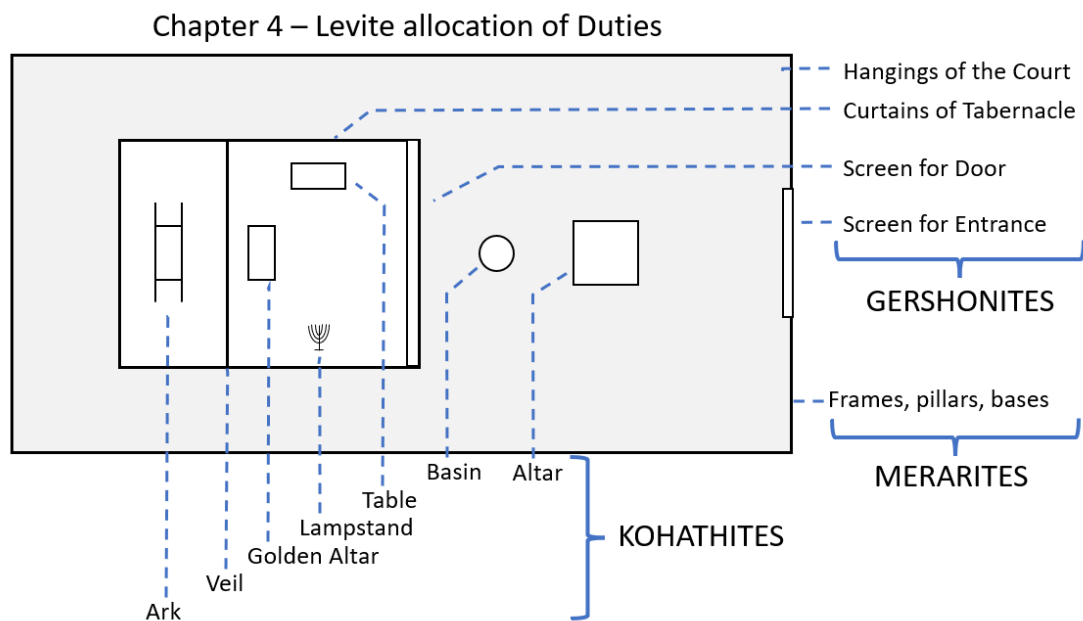 Chapter 4 – Levite allocation of Duties
Hangings of the Court
Curtains of Tabernacle
Screen for Door
Screen for Entrance
GERSHONITES
Frames, pillars, bases
MERARITES
Basin
Altar
Table
Lampstand
Golden Altar
Veil
Ark
KOHATHITES